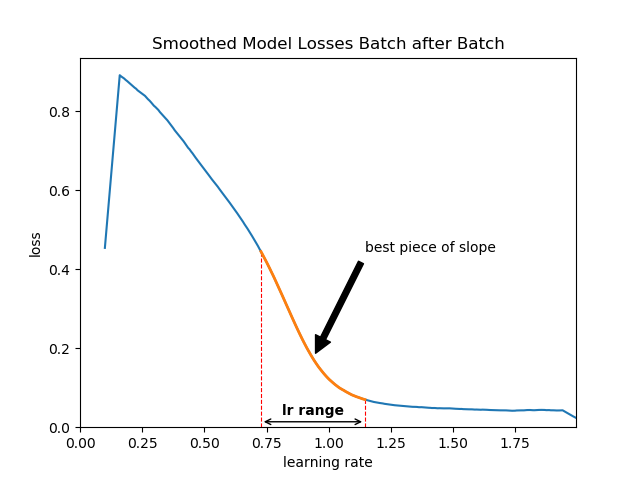 Smoothed Model Losses Batch after Batch
0.8
0.6
best piece of slope
loss
0.4
0.2
lr range
0.0
0.00 0.25 0.50 0.75 1.00 1.25 1.50 1.75
learning rate